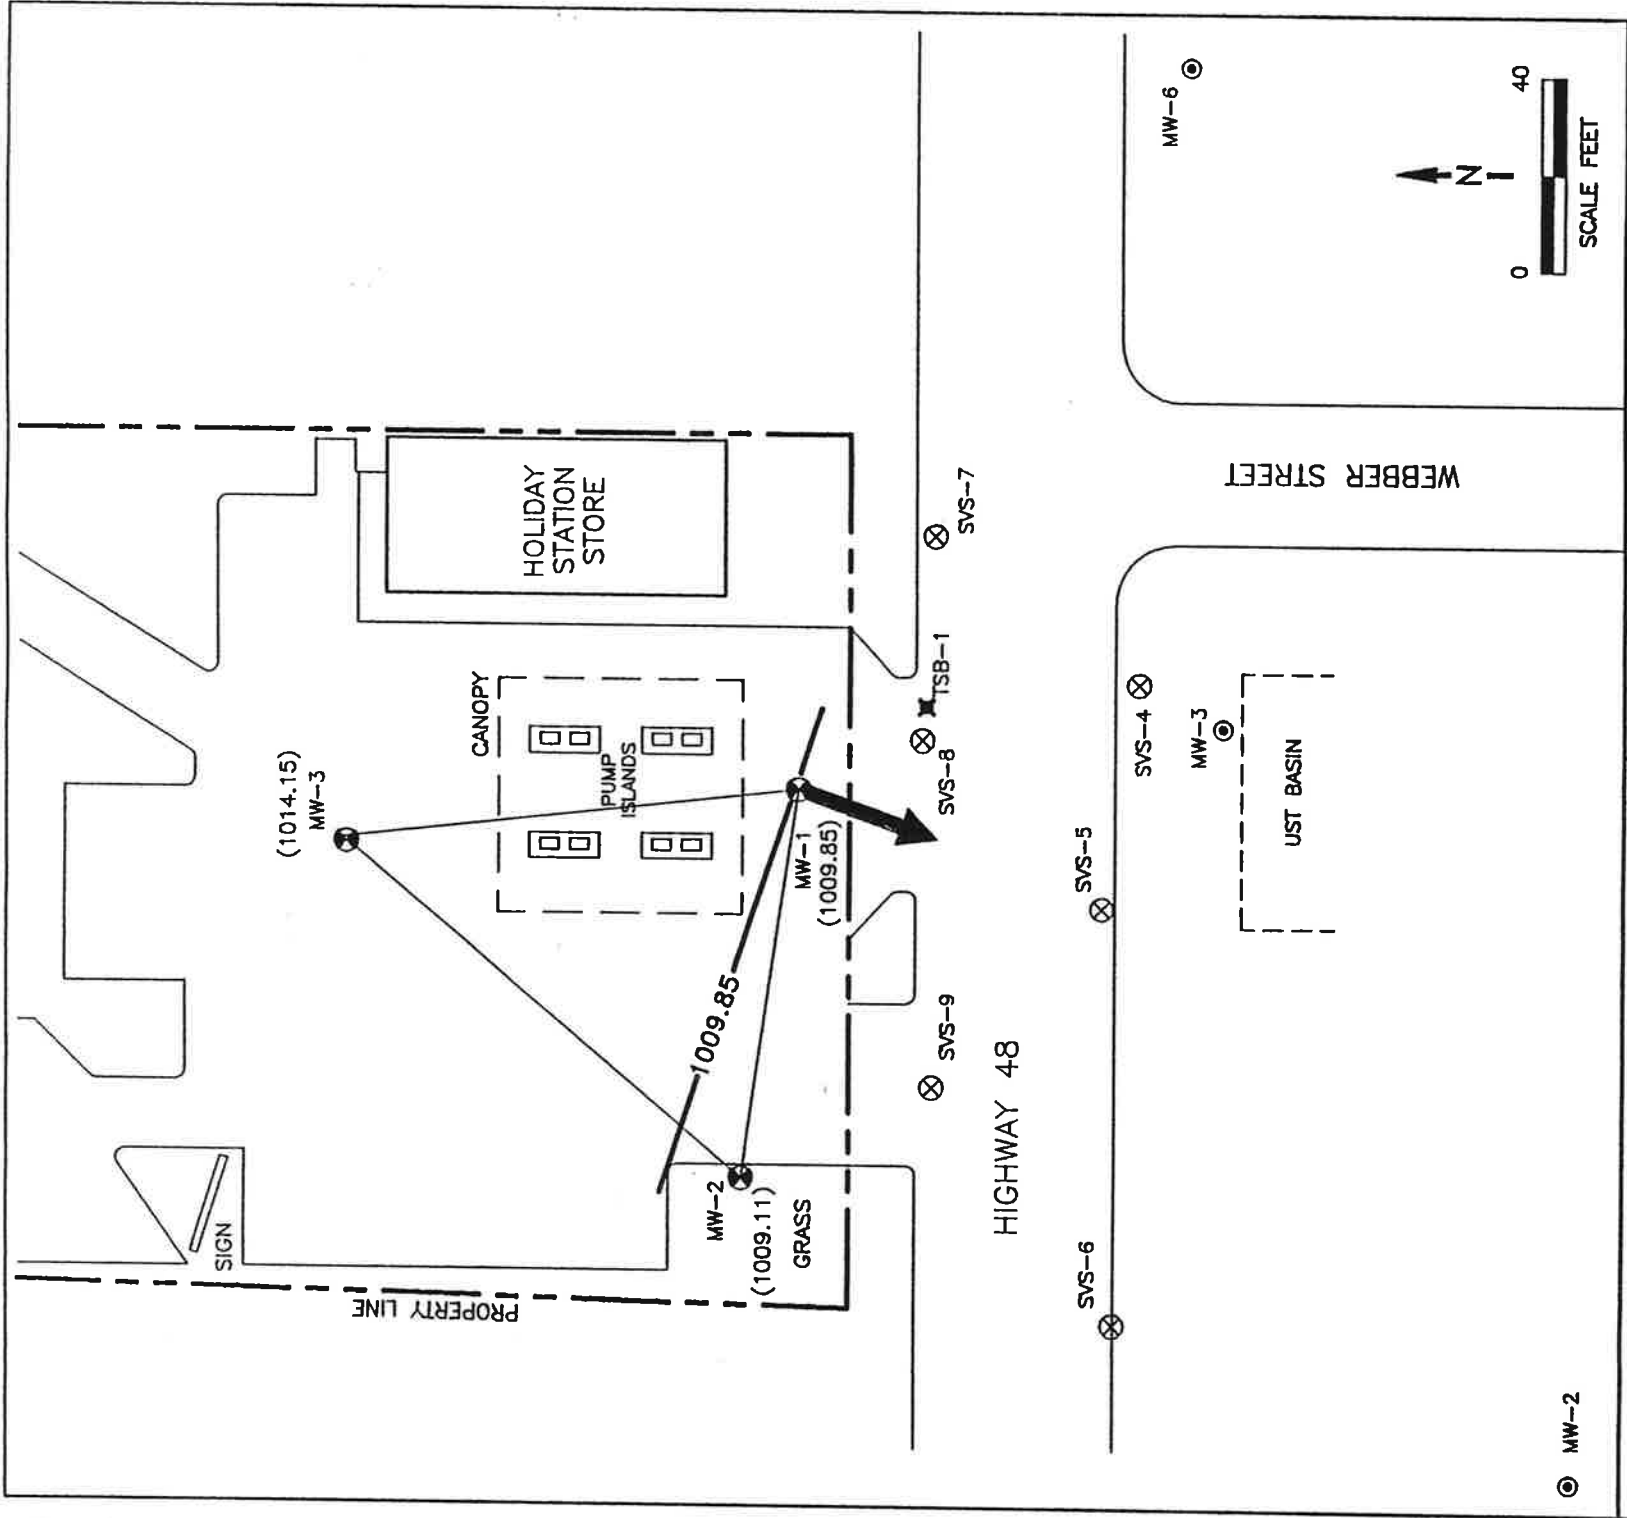 (1014.15)
MW-3
SIGN
PROPERTY LINE
CANOPY
PUMP
ISLANDS
HOLIDAY
STATION
STORE
1009.85
MW-2
(1009.11)
GRASS
MW-1
(1009.85)
SVS-9
SVS-8
TSB-1
SVS-7
HIGHWAY 48
SVS-6
SVS-5
SVS-4
MW-3
UST BASIN
WEBBER STREET
MW-6
N
0
40
SCALE FEET
MW-2